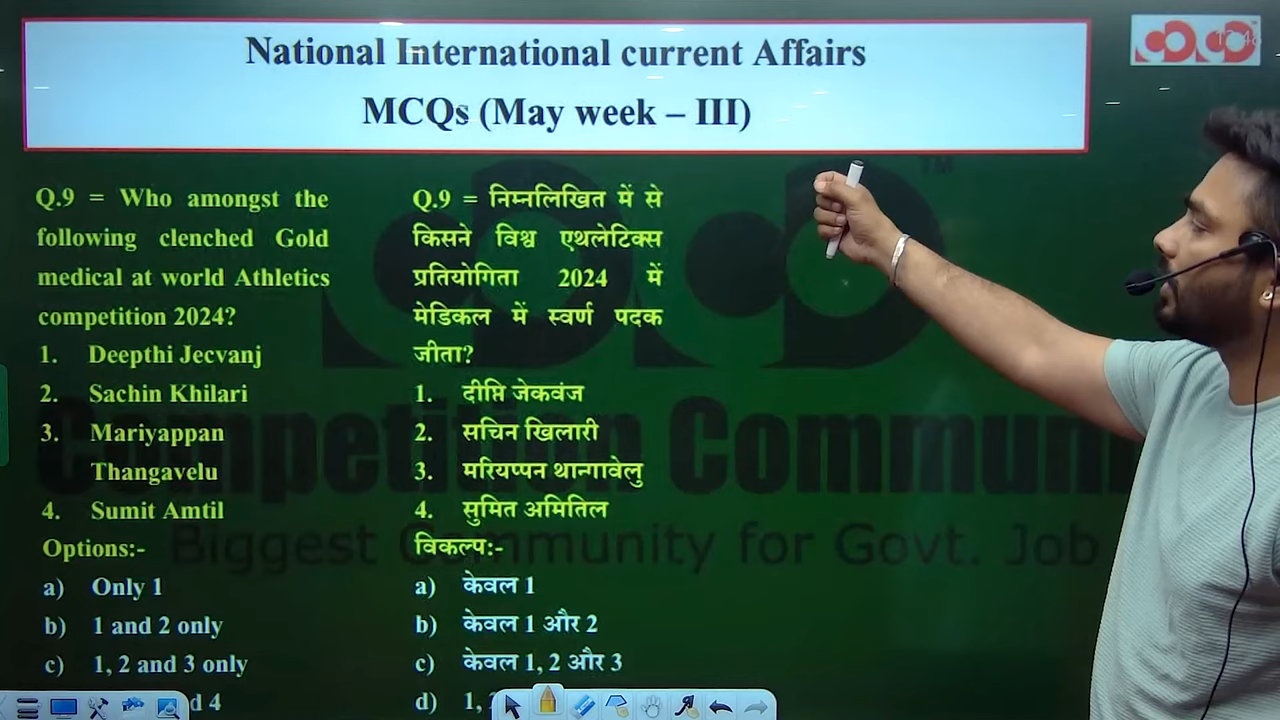 National International current Affairs
MCQs (May week – III)
Q.9 = Who amongst the
following clenched Gold
medical at world Athletics
competition 2024?
1. Deepthi Jecvanj
2. Sachin Khilari
3. Mariyappan
Thangavelu
4. Sumit Amtil
Options:-
a) Only 1
b) 1 and 2 only
c) 1, 2 and 3 only
d 4
Q.9 = निम्नलिखित में से
किसने विश्व एथलेटिक्स
प्रतियोगिता 2024 में
मेडिकल में स्वर्ण पदक
जीता?
1. दीप्ति जेकवंज
2. सचिन खिलारी
3. मरियप्पन थान्गावेलु
4. सुमित अमितिल
विकल्प:-
a) केवल 1
b) केवल 1 और 2
c) केवल 1, 2 और 3
d) 1,
Competition Commun
Biggest Community for Govt. Job
TM